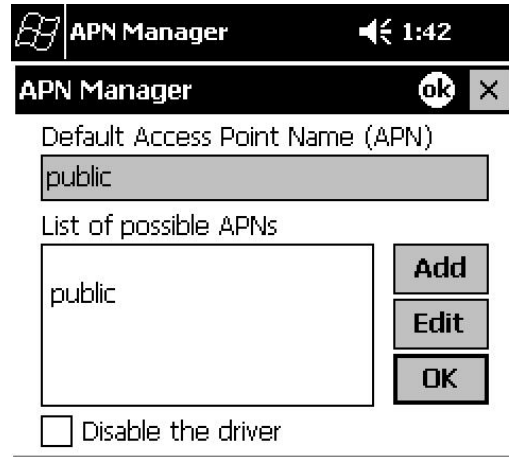 APN Manager 1:42
APN Manager ok
Default Access Point Name (APN)
public
List of possible APNs
public
Add
Edit
OK
Disable the driver